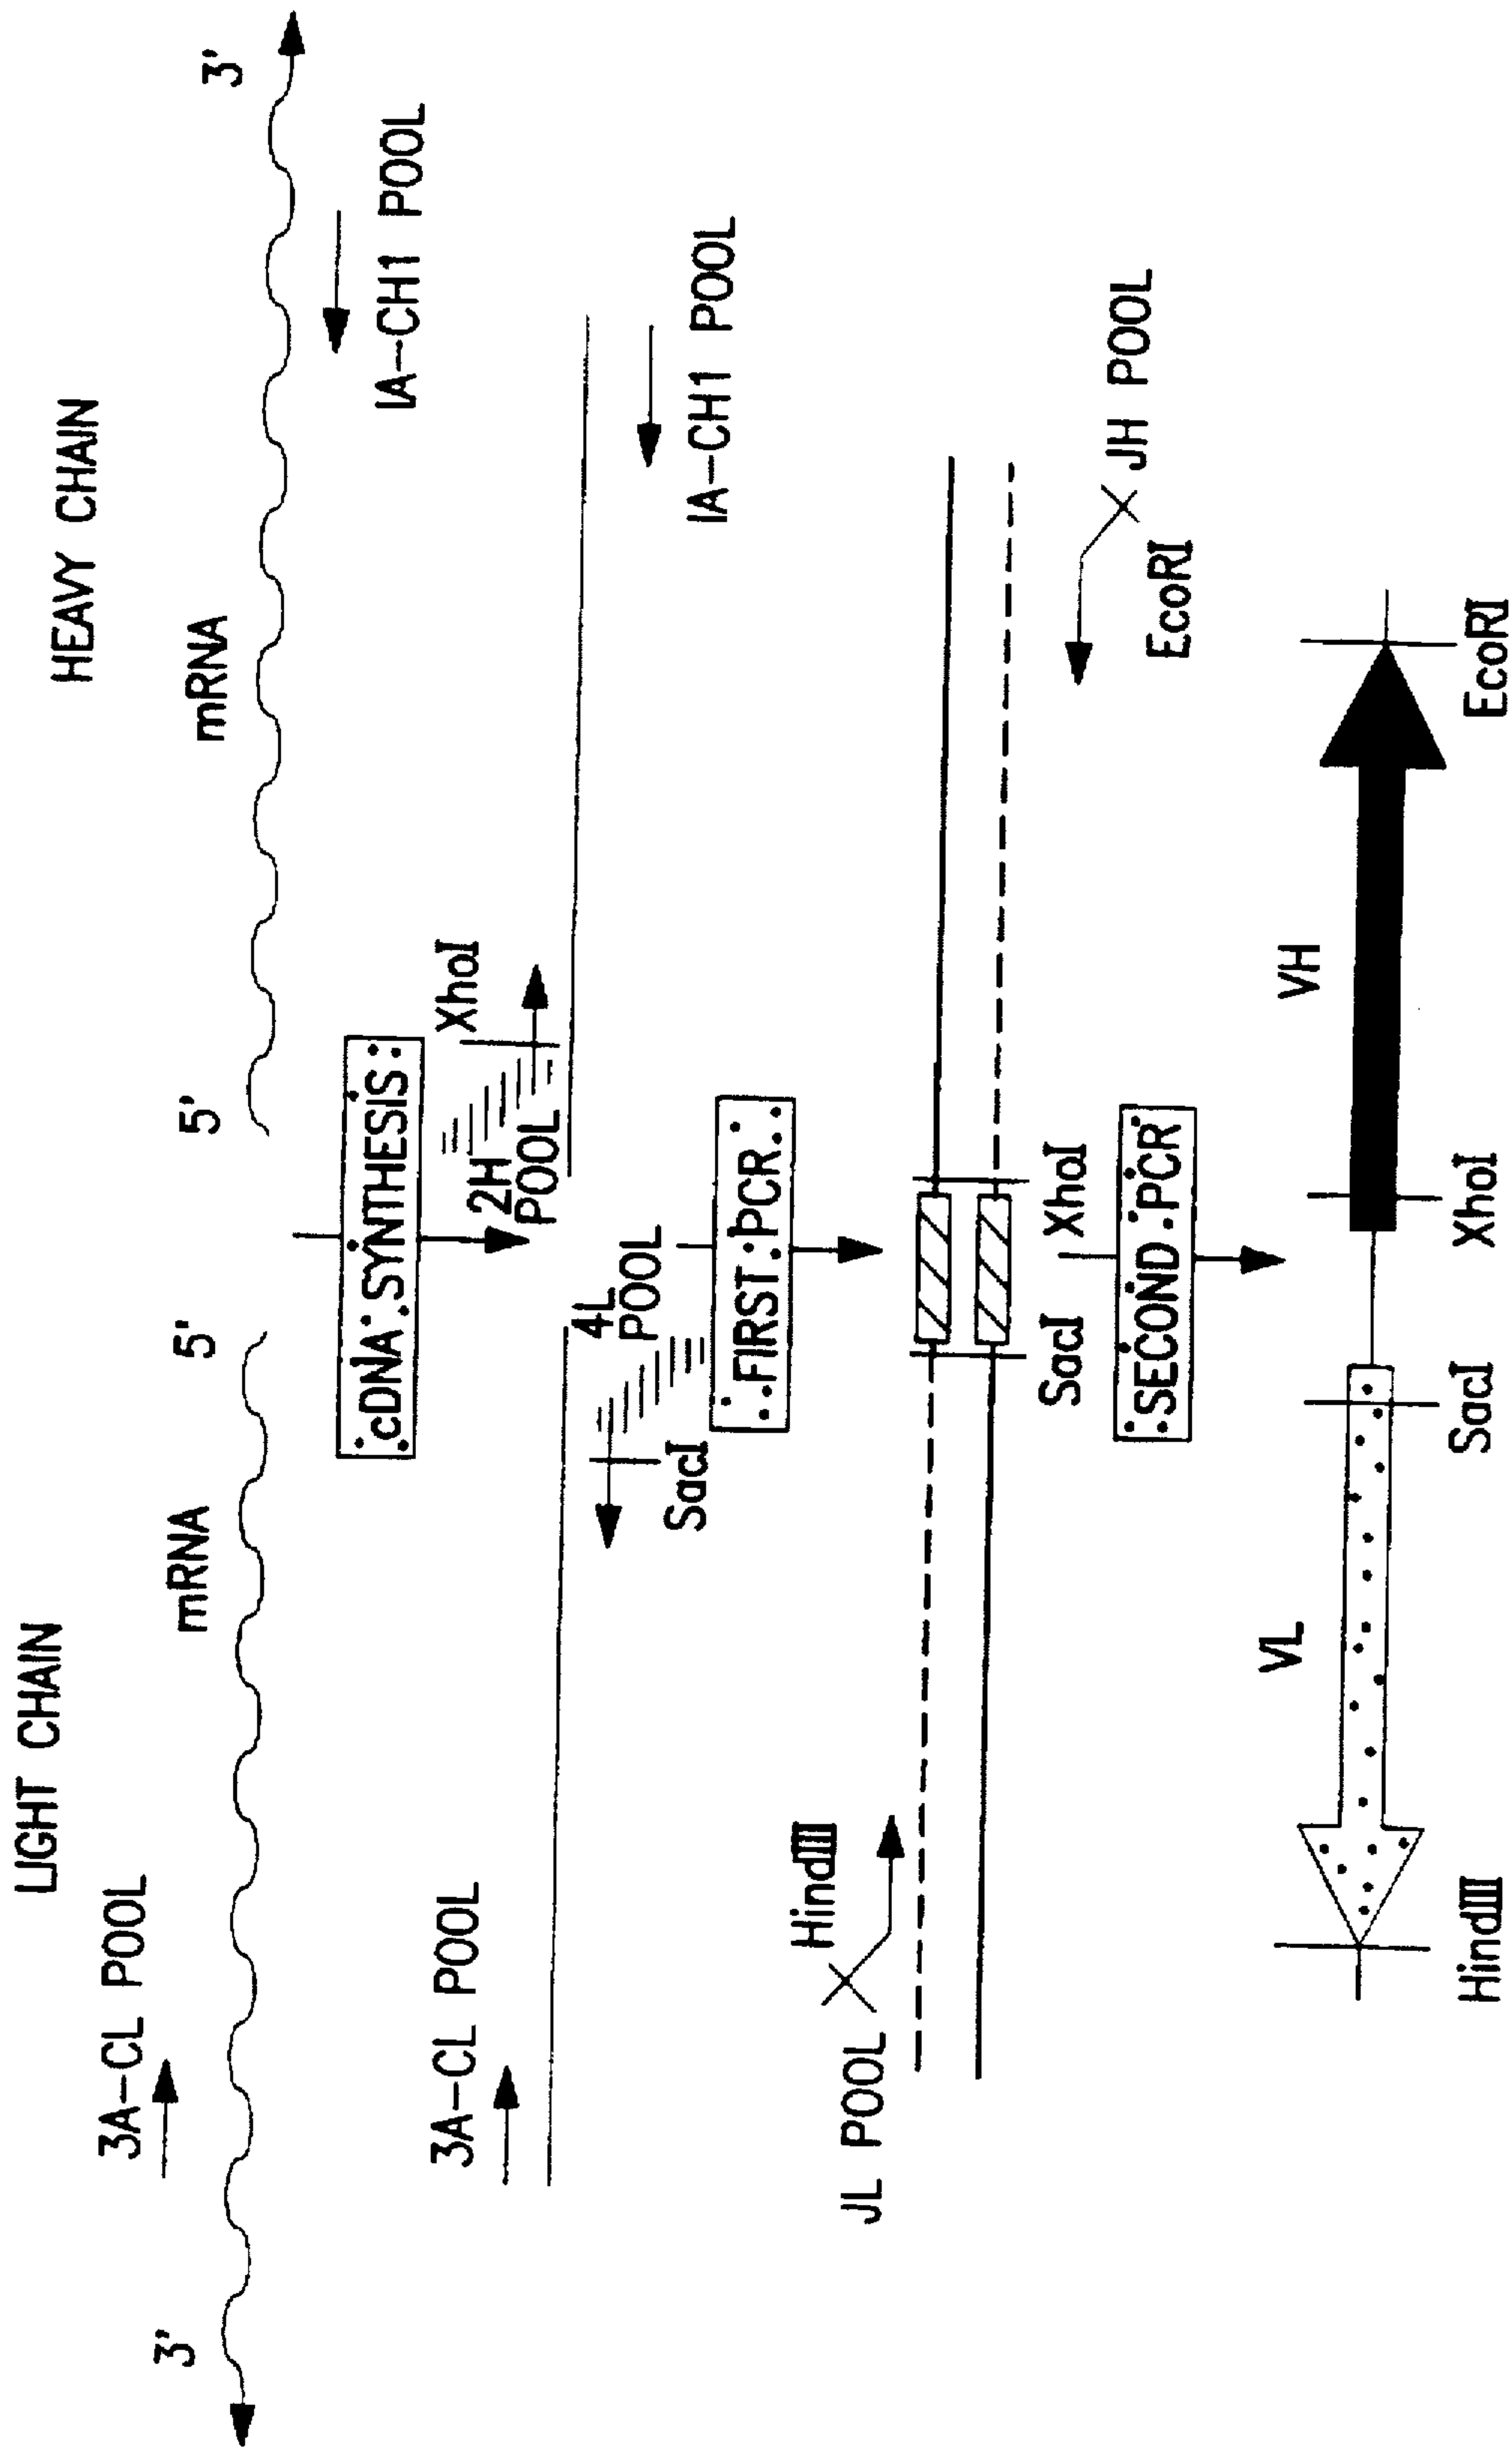 LIGHT CHAIN
HEAVY CHAIN
3A-CL POOL
mRNA
mRNA
3'
5'
5'
3'
IA-CH1 POOL
cDNA SYNTHESIS
3A-CL POOL
XhoI
2H
POOL
4L
POOL
SacI
IA-CH1 POOL
FIRST PCR
HindIII
JL POOL
SacI
XhoI
JH POOL
EcoRI
SECOND PCR
VL
VH
HindIII
SacI
XhoI
EcoRI